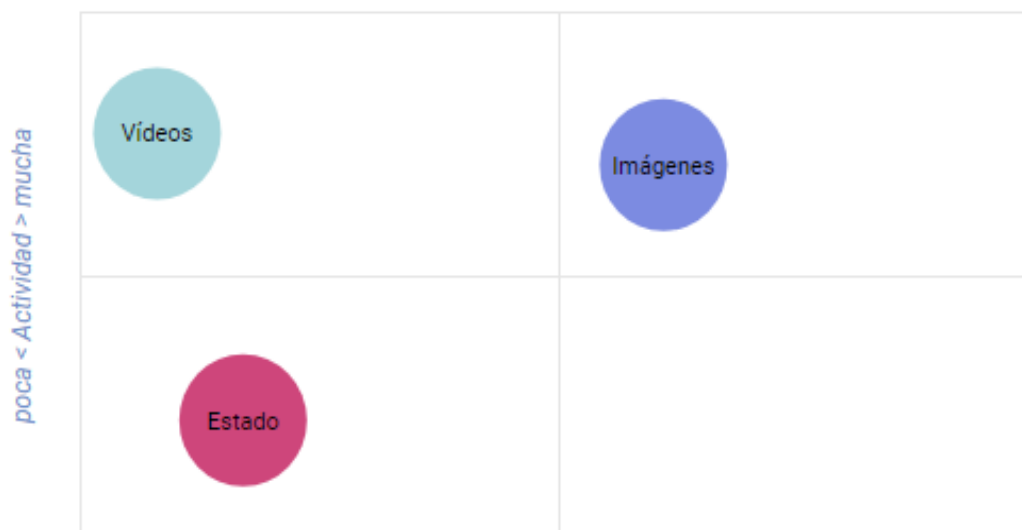 poca < Actividad > mucha
Vídeos
Imágenes
Estado